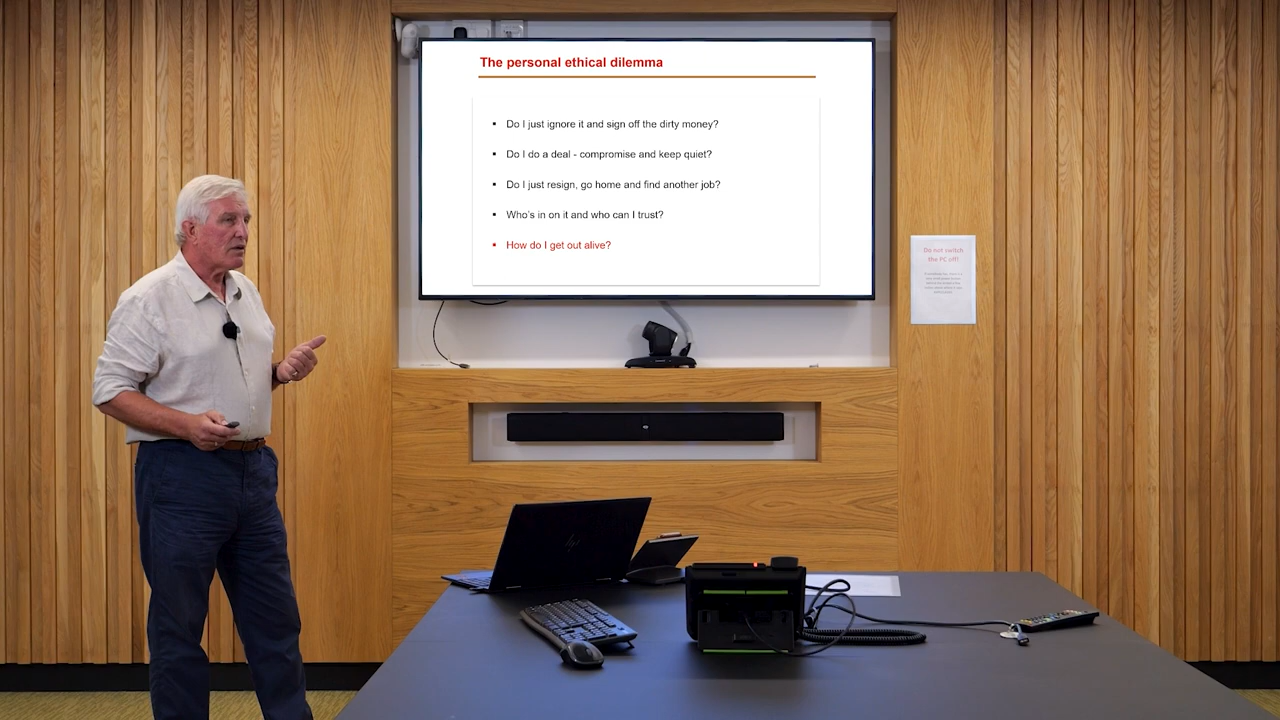 The personal ethical dilemma
▪ Do I just ignore it and sign off the dirty money?
▪ Do I do a deal - compromise and keep quiet?
▪ Do I just resign, go home and find another job?
▪ Who's in on it and who can I trust?
▪ How do I get out alive?
Do not switch
the PC off!
hp